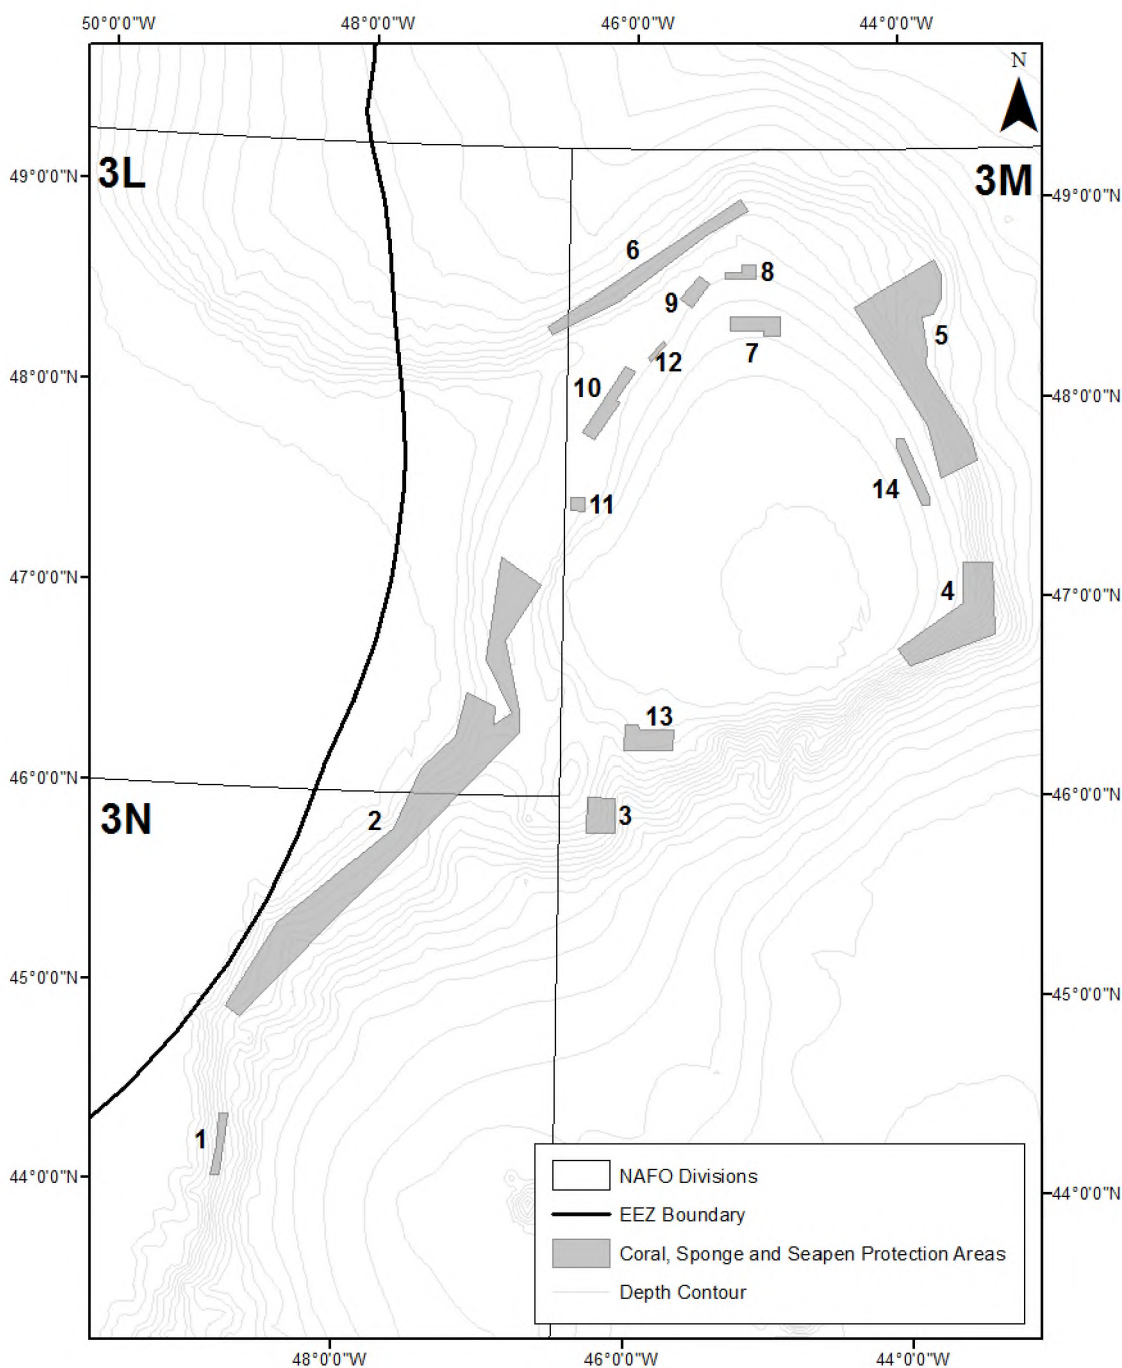 50°0'0"W 48°0'0"W 46°0'0"W 44°0'0"W
N
3L
3M
49°0'0"N
49°0'0"N
6
8
9
5
7
12
48°0'0"N
10
48°0'0"N
14
11
47°0'0"N
4
47°0'0"N
13
46°0'0"N
46°0'0"N
3N
2
3
45°0'0"N
45°0'0"N
1
44°0'0"N
44°0'0"N
NAFO Divisions
EEZ Boundary
Coral, Sponge and Seapen Protection Areas
Depth Contour
48°0'0"W 46°0'0"W 44°0'0"W